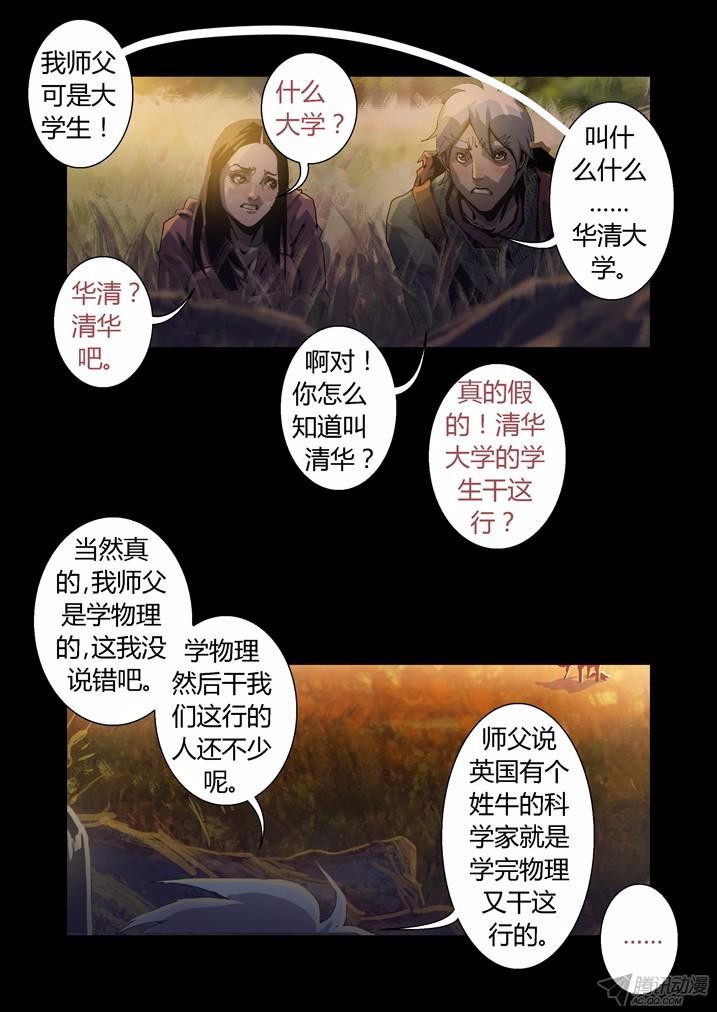 我师父
可是大
学生！
什么
大学？
叫什
么什么
……
华清大
学。
华清？
清华
吧。
啊对！
你怎么
知道叫
清华？
真的假
的！清华
大学的学
生干这
行？
当然真
的，我师父
是学物理
的，这我没
说错吧。
学物理
然后干我
们这行的
人还不少
呢。
师父说
英国有个
姓牛的科
学家就是
学完物理
又干这
行的。
……
腾讯动漫